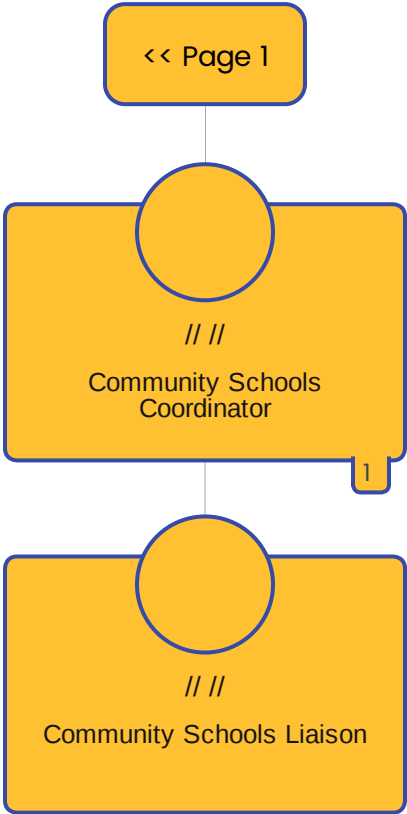 << Page 1
// //
Community Schools
Coordinator
1
// //
Community Schools Liaison